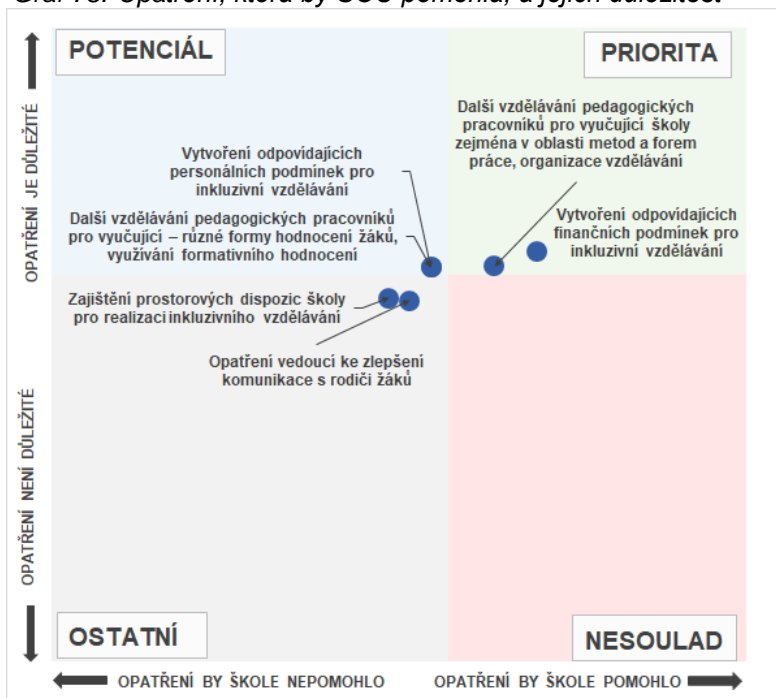 POTENCIÁL
PRIORITA
Další vzdělávání pedagogických
pracovníků pro vyučující školy
zejména v oblasti metod a forem
práce, organizace vzdělávání
Vytvoření odpovídajících
personálních podmínek pro
inkluzivní vzdělávání
Další vzdělávání pedagogických pracovníků
pro vyučující – různé formy hodnocení žáků,
využívání formativního hodnocení
Vytvoření odpovídajících
finančních podmínek pro
inkluzivní vzdělávání
Zajištění prostorových dispozic školy
pro realizaci inkluzivního vzdělávání
Opatření vedoucí ke zlepšení
komunikace s rodiči žáků
OPATŘENÍ JE DŮLEŽITÉ
OPATŘENÍ NENÍ DŮLEŽITÉ
OSTATNÍ
NESOULAD
OPATŘENÍ BY ŠKOLE NEPOMOHLO
OPATŘENÍ BY ŠKOLE POMOHLO